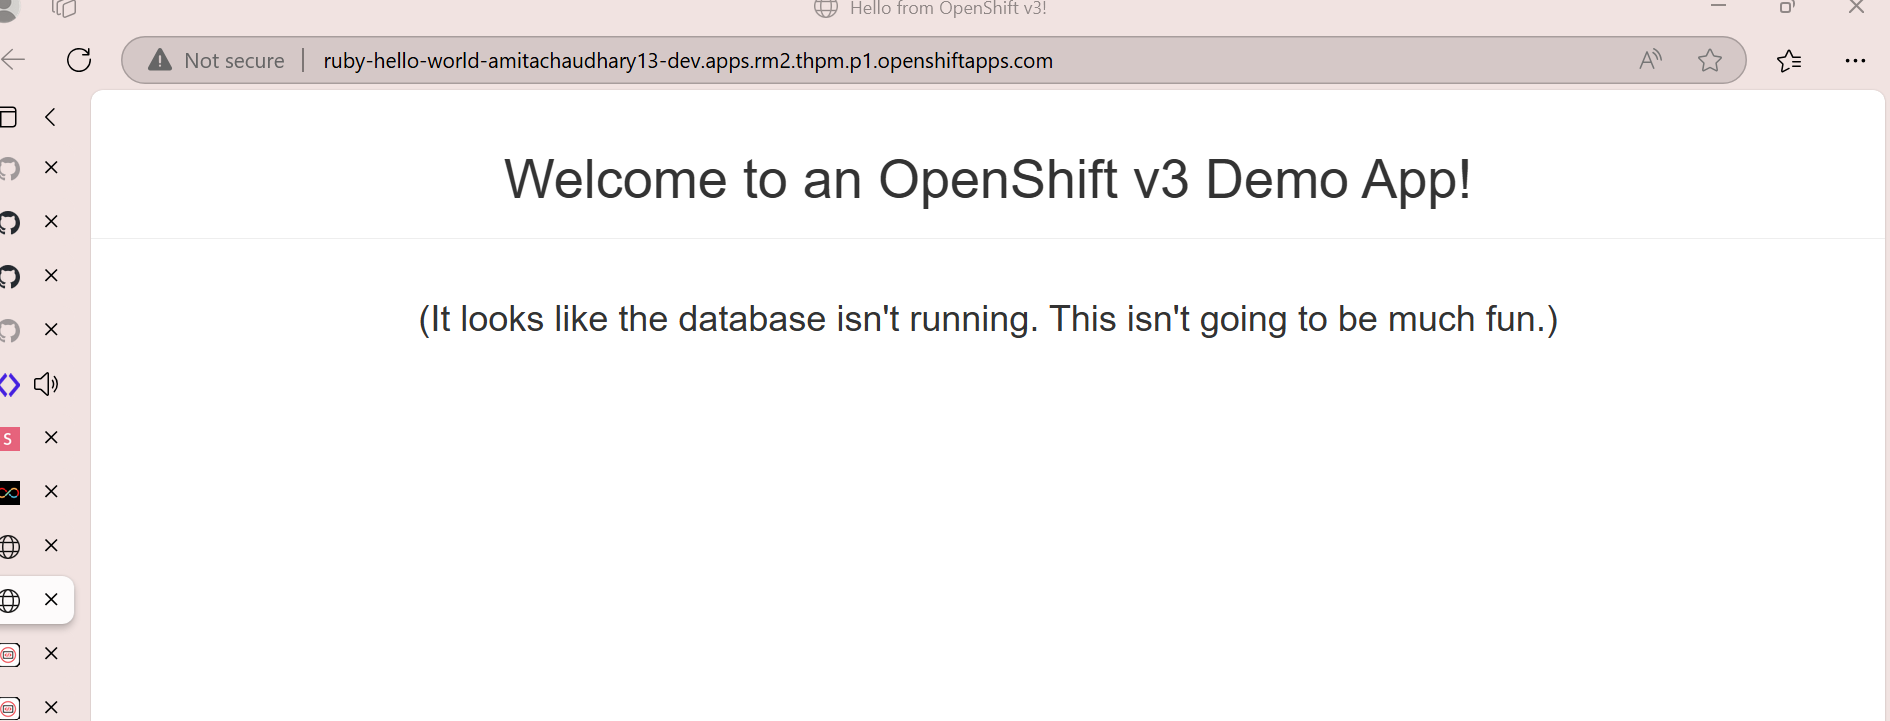 Hello from OpenShift v3!
Not secure
ruby-hello-world-amitachaudhary13-dev.apps.rm2.thpm.p1.openshiftapps.com
Welcome to an OpenShift v3 Demo App!
(It looks like the database isn't running. This isn't going to be much fun.)
S